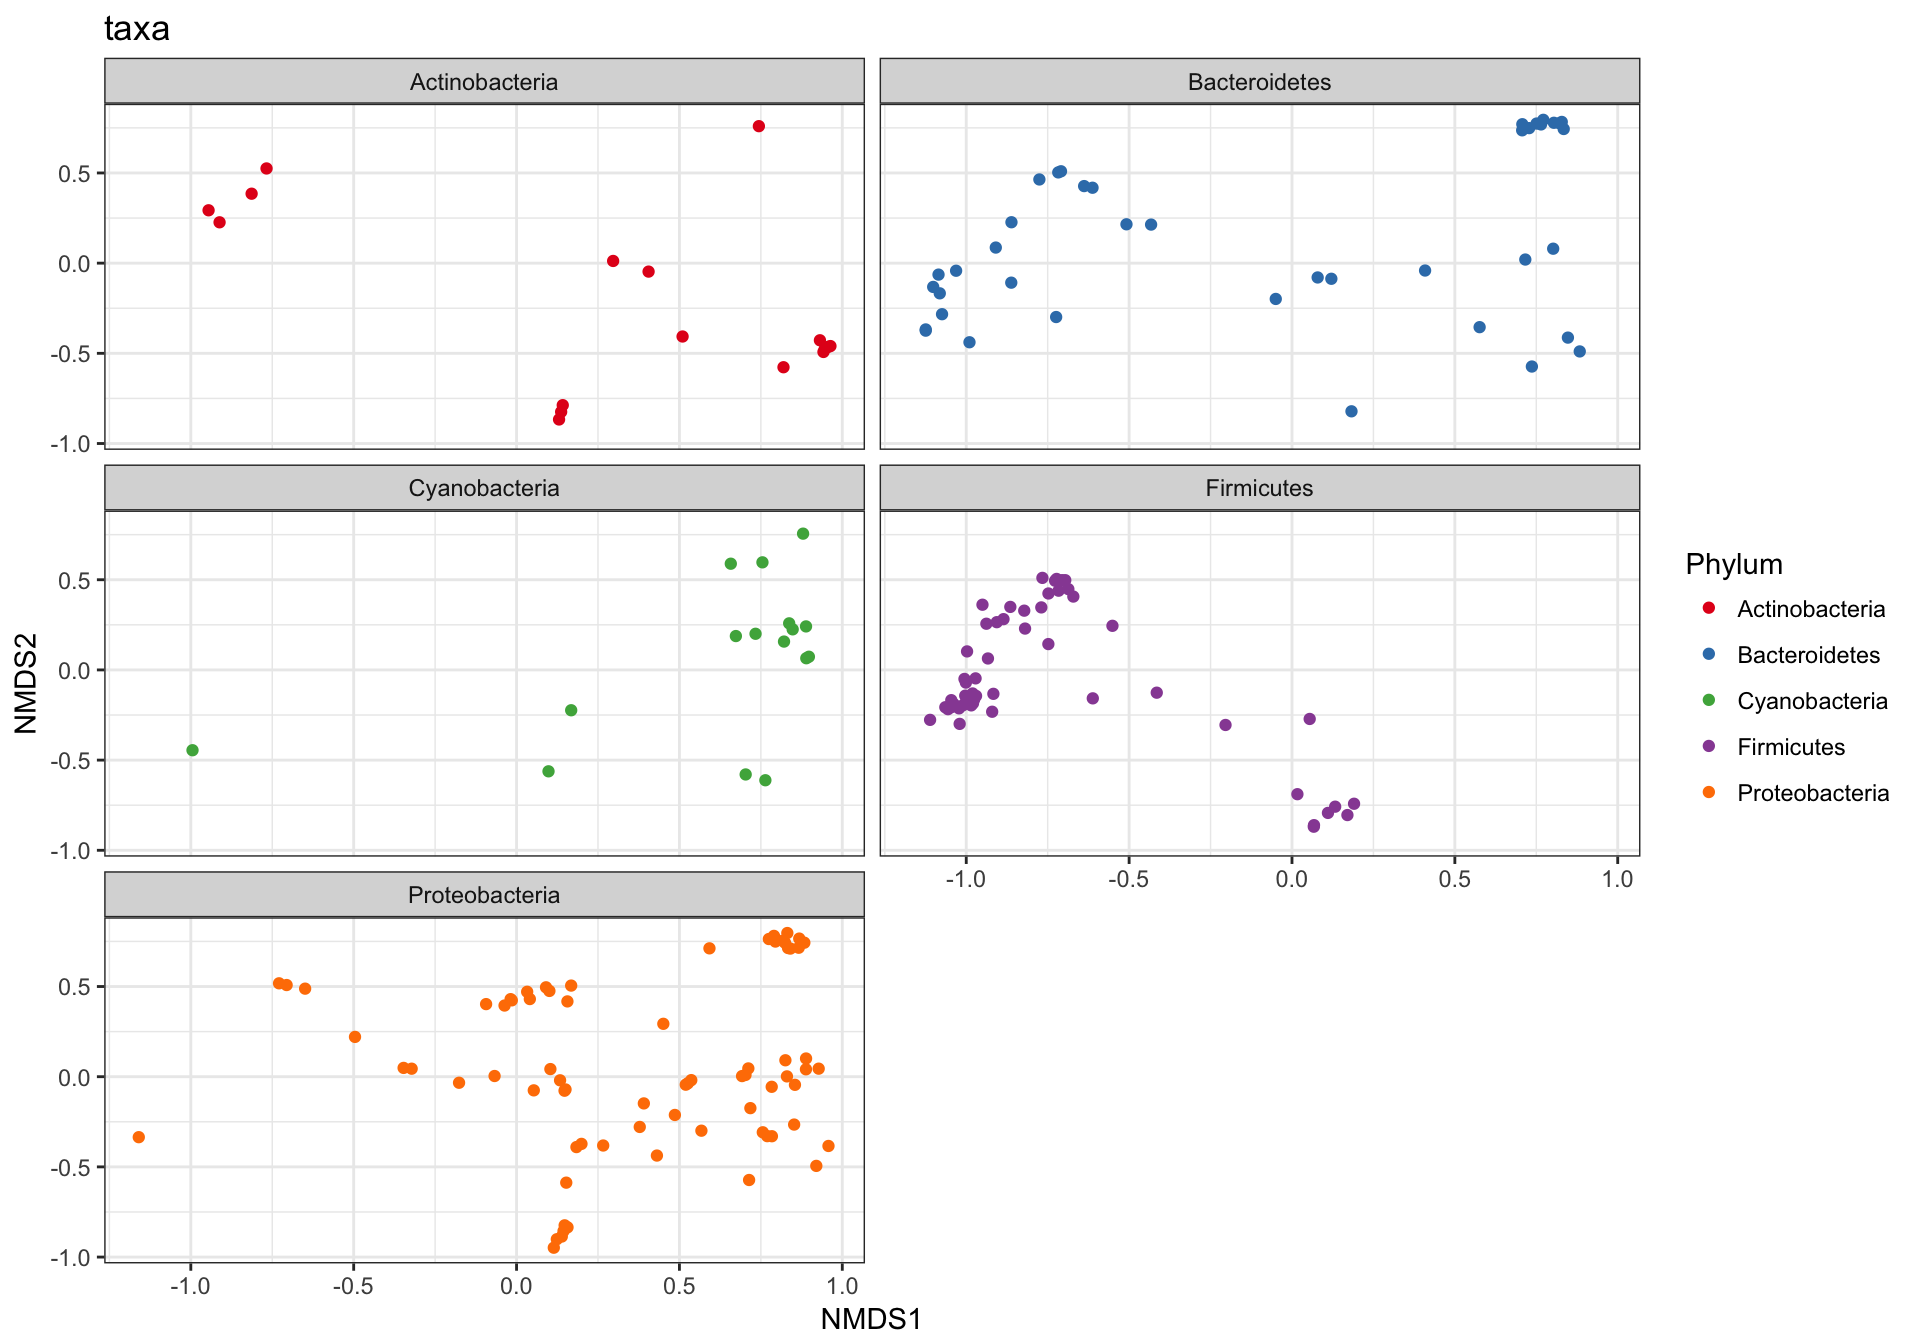 taxa
Actinobacteria
Bacteroidetes
0.5
0.0
-0.5
-1.0
Cyanobacteria
Firmicutes
0.5
0.0
-0.5
-1.0
-1.0 -0.5 0.0 0.5 1.0
Proteobacteria
0.5
0.0
-0.5
-1.0
-1.0 -0.5 0.0 0.5 1.0
NMDS1
NMDS2
Phylum
Actinobacteria
Bacteroidetes
Cyanobacteria
Firmicutes
Proteobacteria